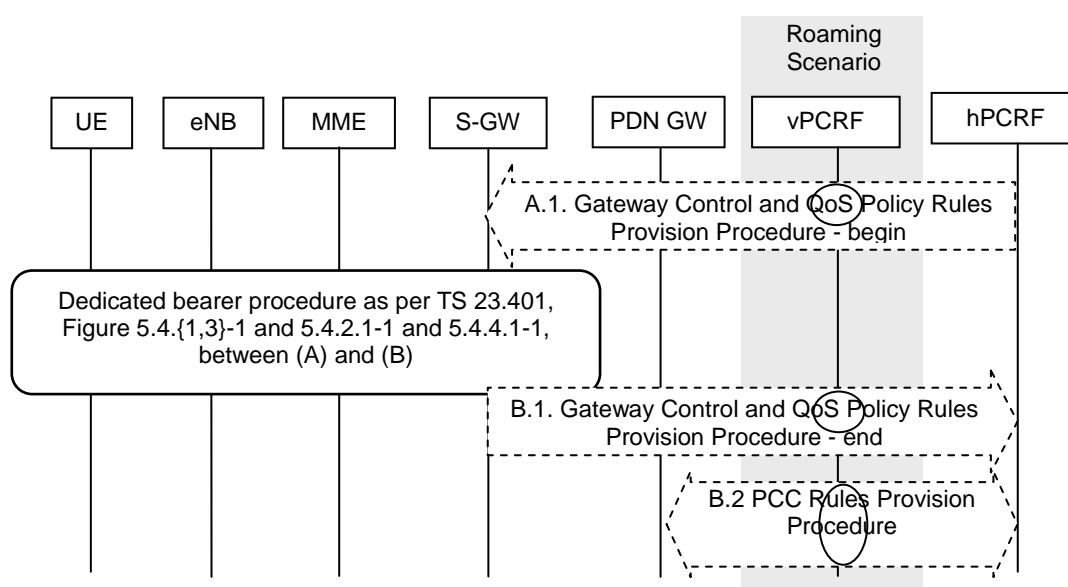 Roaming
Scenario
UE
eNB
MME
S-GW
PDN GW
vPCRF
hPCRF
A.1. Gateway Control and QoS Policy Rules
Provision Procedure - begin
Dedicated bearer procedure as per TS 23.401,
Figure 5.4.{1,3}-1 and 5.4.2.1-1 and 5.4.4.1-1,
between (A) and (B)
B.1. Gateway Control and QoS Policy Rules
Provision Procedure - end
B.2 PCC Rules Provision
Procedure